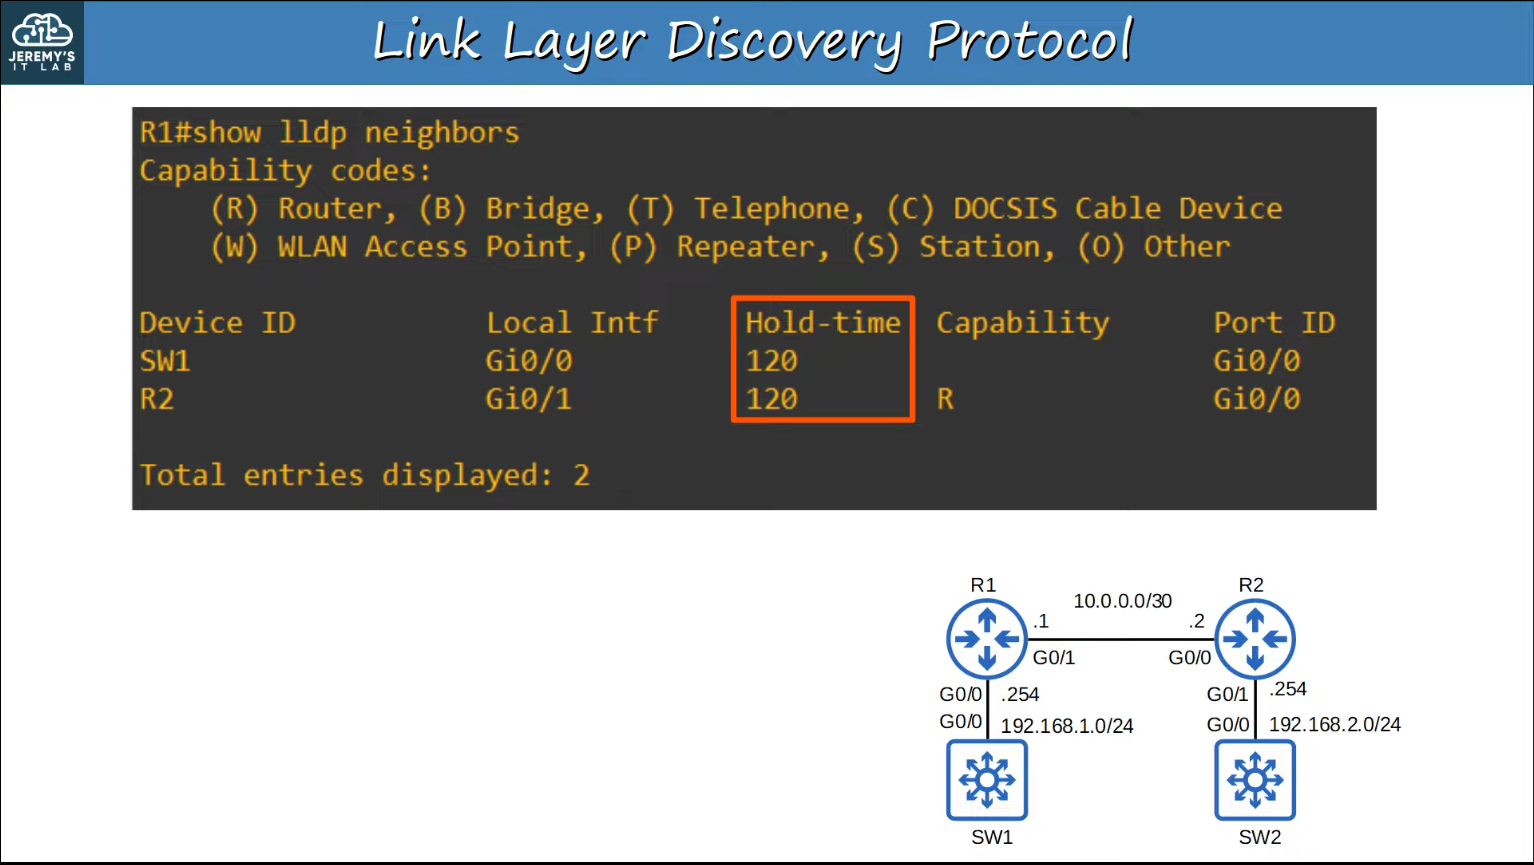 JEREMY'S
IT LAB
Link Layer Discovery Protocol
R1#show lldp neighbors
Capability codes:
(R) Router, (B) Bridge, (T) Telephone, (C) DOCSIS Cable Device
(W) WLAN Access Point, (P) Repeater, (S) Station, (O) Other
Device ID Local Intf Hold-time Capability Port ID
SW1 Gi0/0 120 Gi0/0
R2 Gi0/1 120 R Gi0/0
Total entries displayed: 2
R1 R2
10.0.0.0/30
.1 .2
G0/1 G0/0
G0/0 .254 G0/1 .254
G0/0 192.168.1.0/24 G0/0 192.168.2.0/24
SW1 SW2